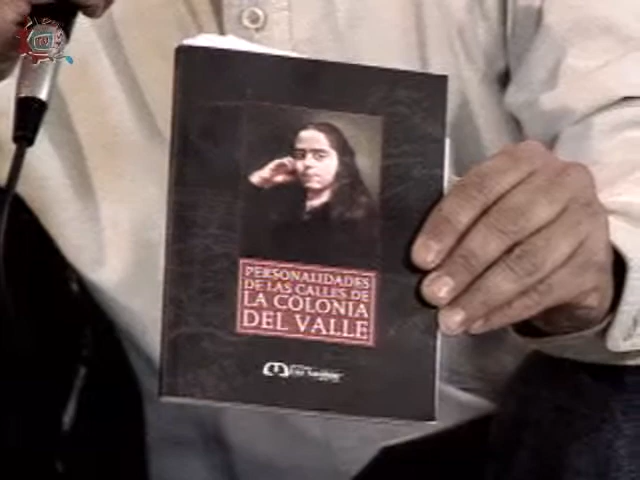 PERSONALIDADES
DE LAS CALLES DE
LA COLONIA
DEL VALLE